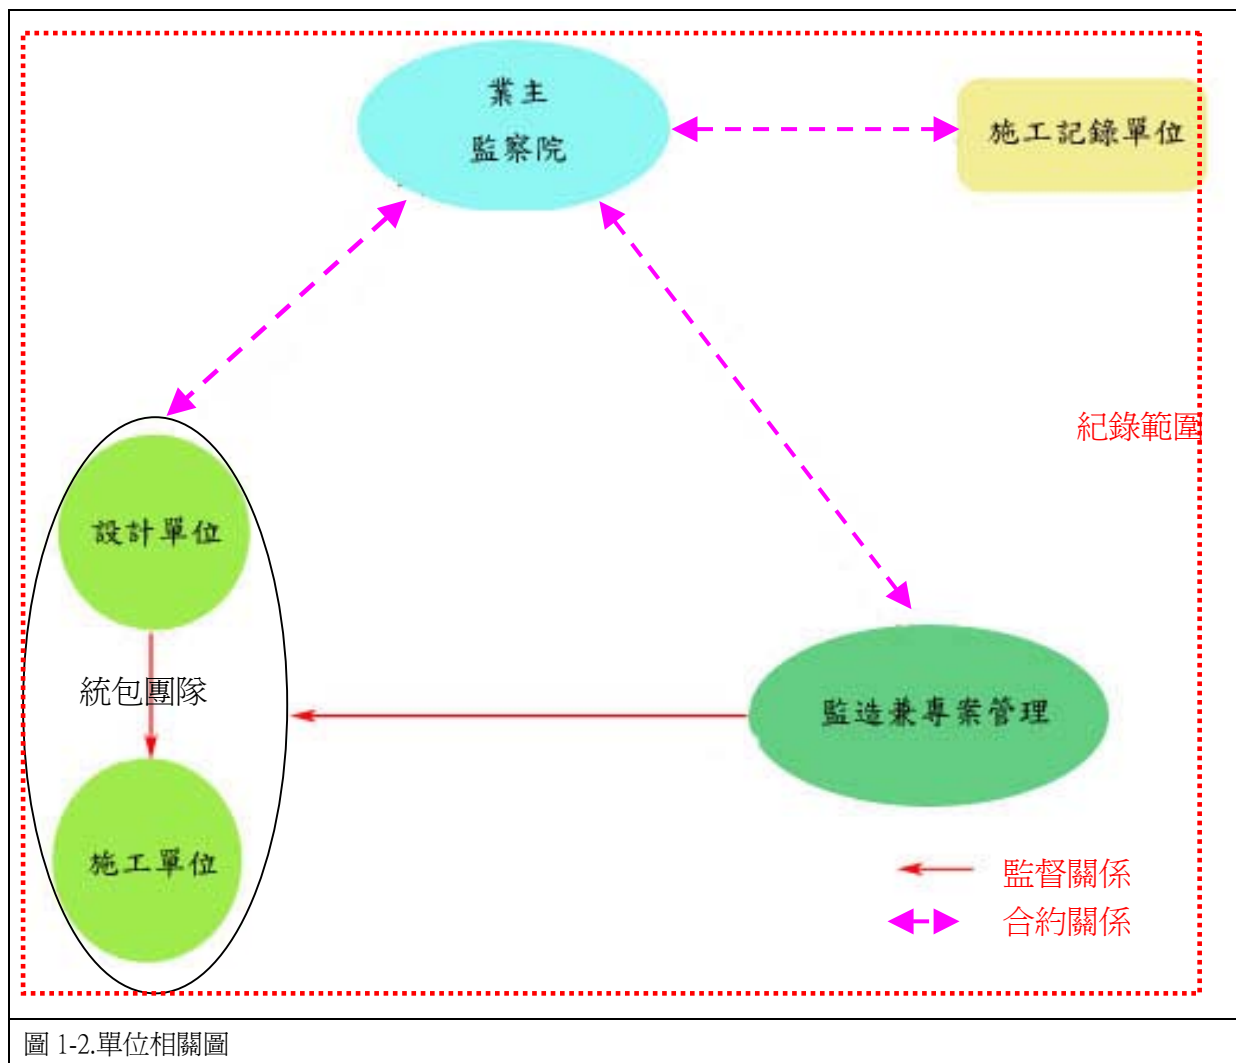 業主
監察院
施工記錄單位
紀錄範圍
設計單位
統包團隊
監造兼專案管理
施工單位
監督關係
合約關係
圖 1-2.單位相關圖